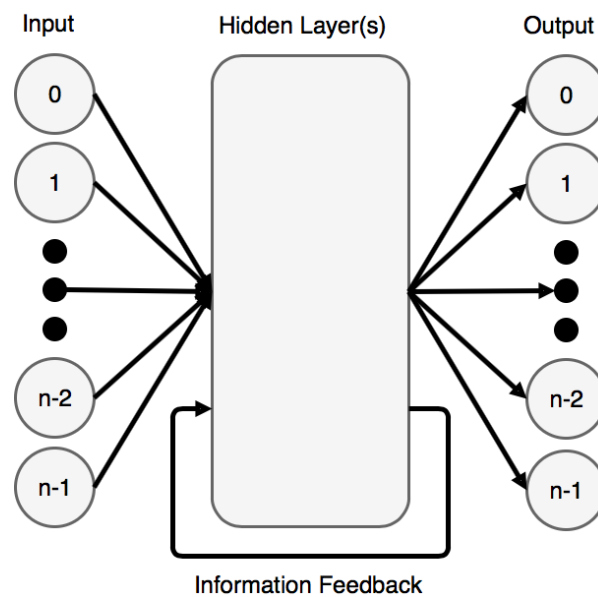 Input
Hidden Layer(s)
Output
0
0
1
1
n-2
n-2
n-1
n-1
Information Feedback